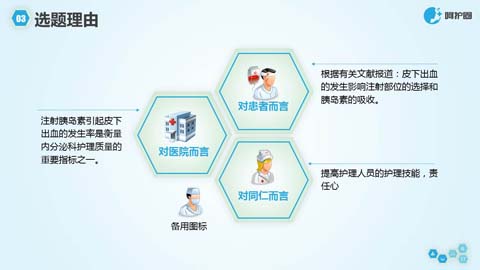 03 选题理由
呵护圈
根据有关文献报道：皮下出血
的发生影响注射部位的选择和
胰岛素的吸收。
对患者而言
注射胰岛素引起皮下
出血的发生率是衡量
内分泌科护理质量的
重要指标之一。
对医院而言
提高护理人员的护理技能，责
任心
对同仁而言
备用图标